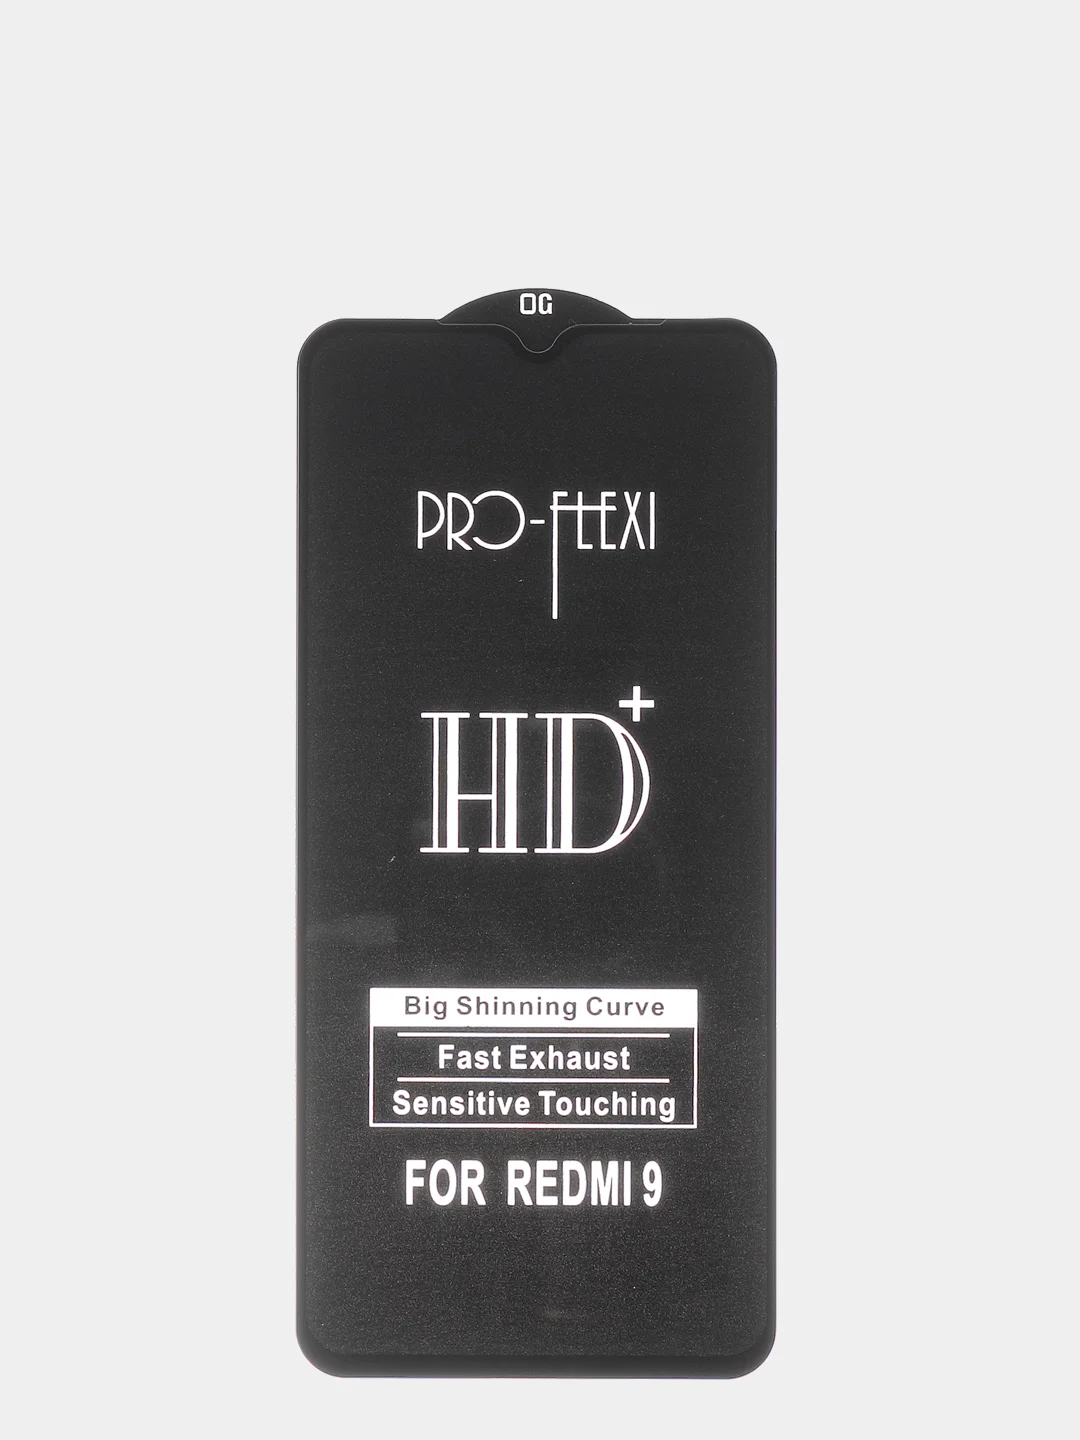 OG
PRO-FLEXI
HD+
Big Shinning Curve
Fast Exhaust
Sensitive Touching
FOR REDMI 9